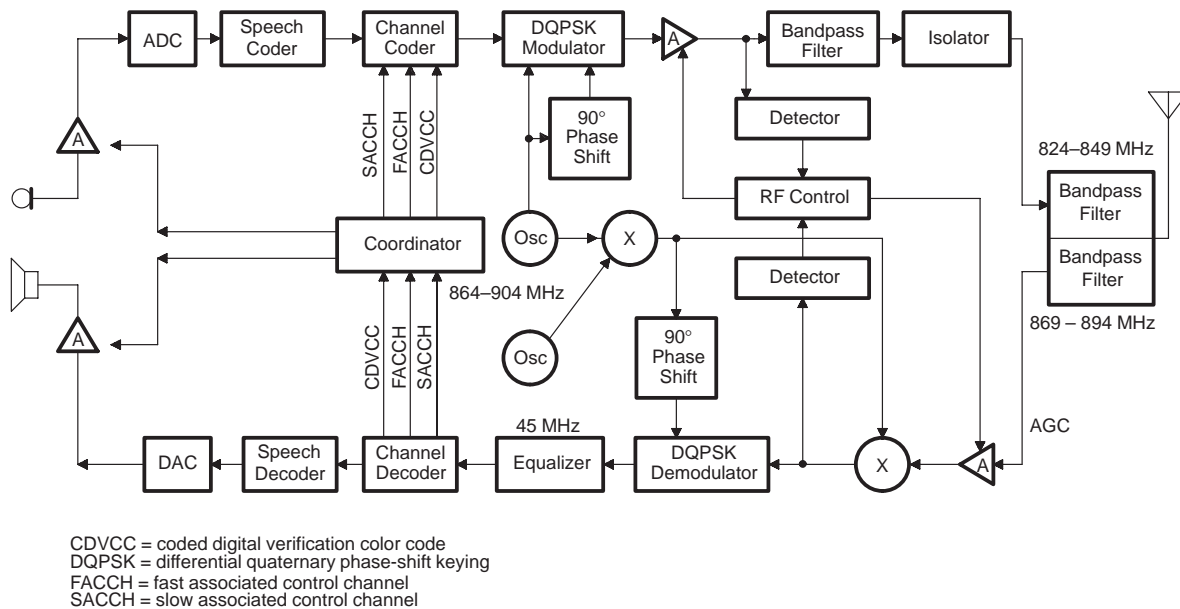 ADC
Speech
Coder
Channel
Coder
DQPSK
Modulator
A
Bandpass
Filter
Isolator
A
SACCH
FACCH
CDVCC
90°
Phase
Shift
Detector
824–849 MHz
RF Control
Bandpass
Filter
Coordinator
Osc
X
Bandpass
Filter
864–904 MHz
Detector
869 – 894 MHz
A
CDVCC
FACCH
SACCH
Osc
90°
Phase
Shift
45 MHz
AGC
DAC
Speech
Decoder
Channel
Decoder
Equalizer
DQPSK
Demodulator
X
A
CDVCC = coded digital verification color code
DQPSK = differential quaternary phase-shift keying
FACCH = fast associated control channel
SACCH = slow associated control channel